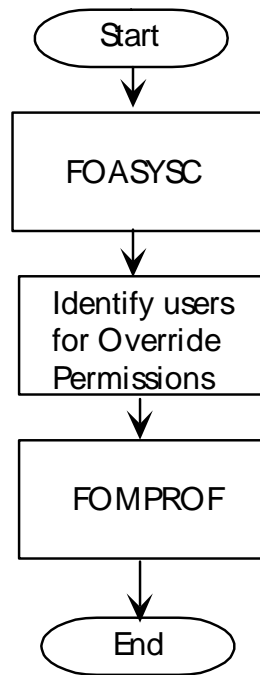 Start
FOASYSC
Identify users
for Override
Permissions
FOMPROF
End